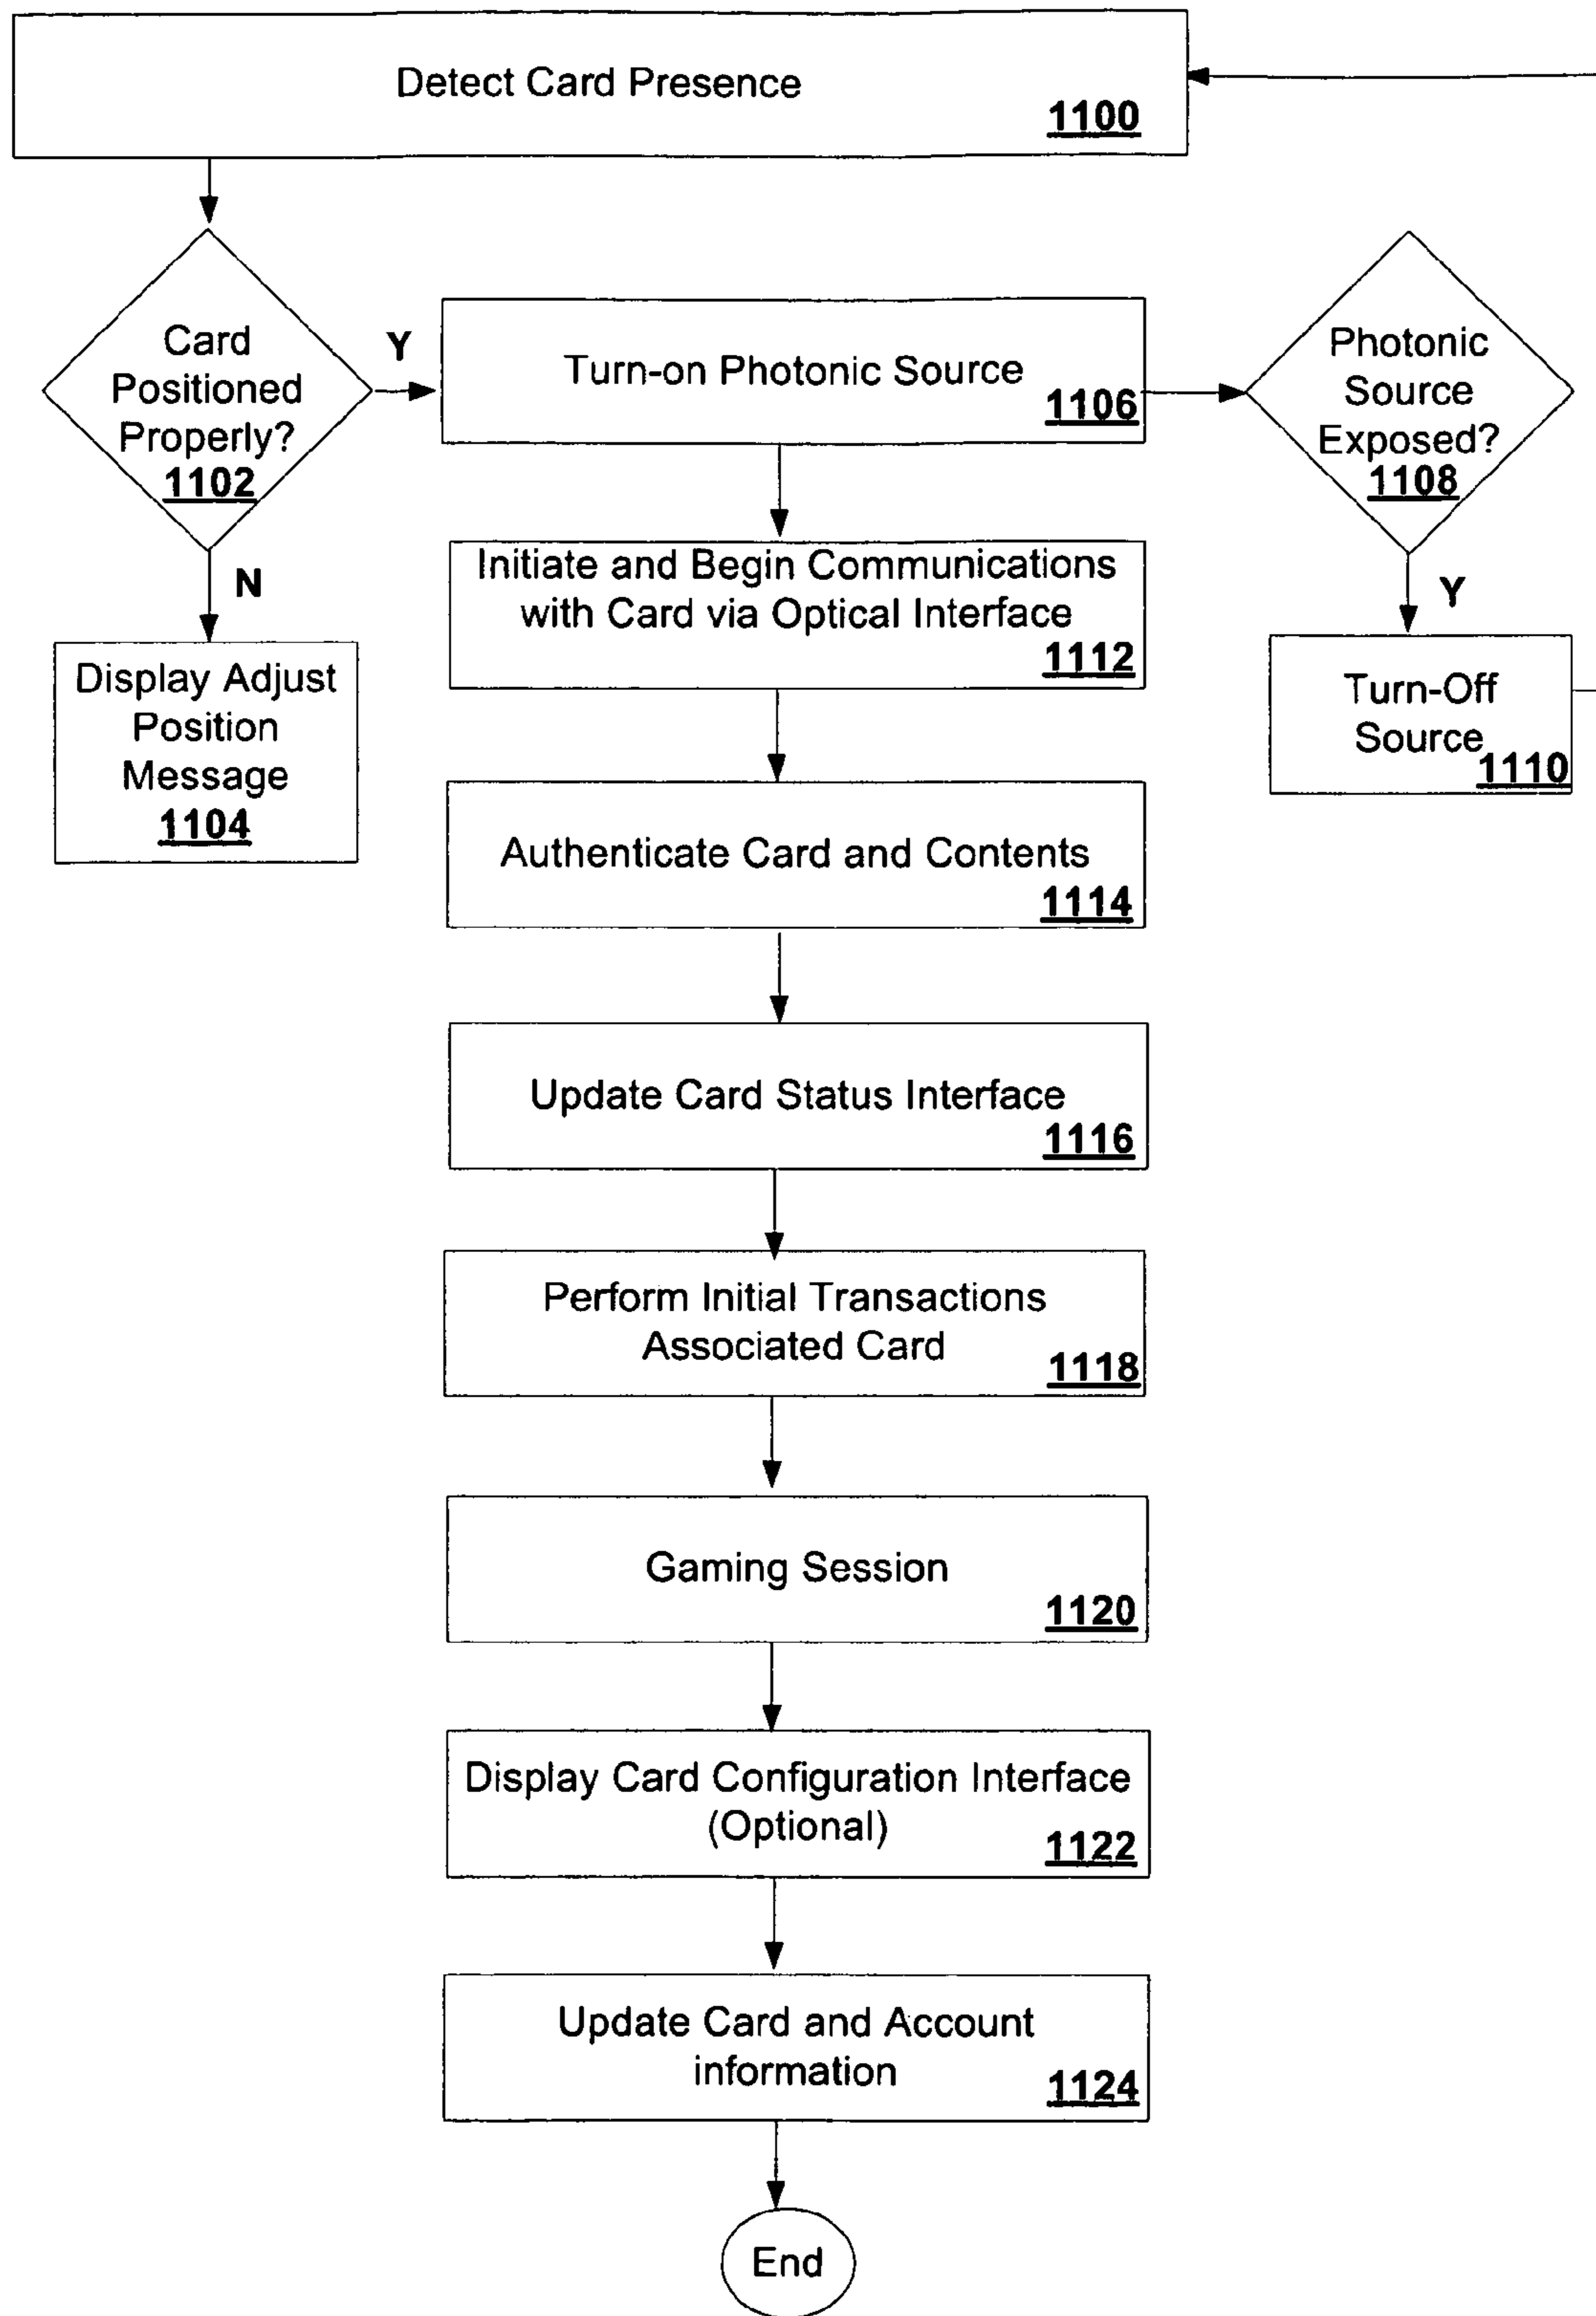 Detect Card Presence
1100
Card
Positioned
Properly?
1102
Y
Turn-on Photonic Source
1106
Photonic
Source
Exposed?
1108
N
Y
Display Adjust
Position
Message
1104
Initiate and Begin Communications
with Card via Optical Interface
1112
Turn-Off
Source
1110
Authenticate Card and Contents
1114
Update Card Status Interface
1116
Perform Initial Transactions
Associated Card
1118
Gaming Session
1120
Display Card Configuration Interface
(Optional)
1122
Update Card and Account
information
1124
End